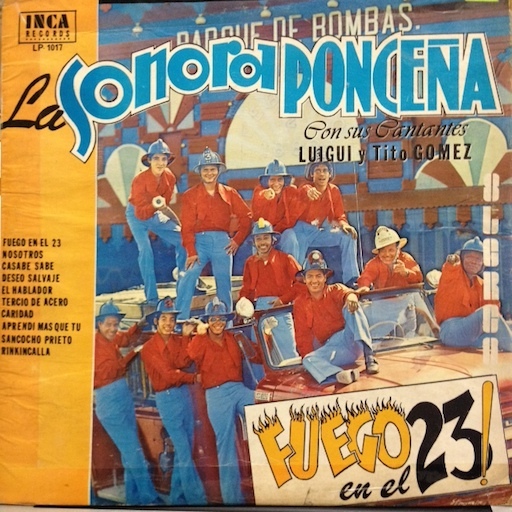 INCA
RECORDS
LP 1017
PARQUE DE BOMBAS.
La Sonora PONCEÑA
Con sus Cantantes
LUIGUI y Tito GOMEZ
FUEGO EN EL 23
NOSOTROS
CASABE SABE
DESEO SALVAJE
EL HABLADOR
TERCIO DE ACERO
CARIDAD
APRENDI MAS QUE TU
SANCOCHO PRIETO
RINKINCALLA
FUEGO
en el 23!